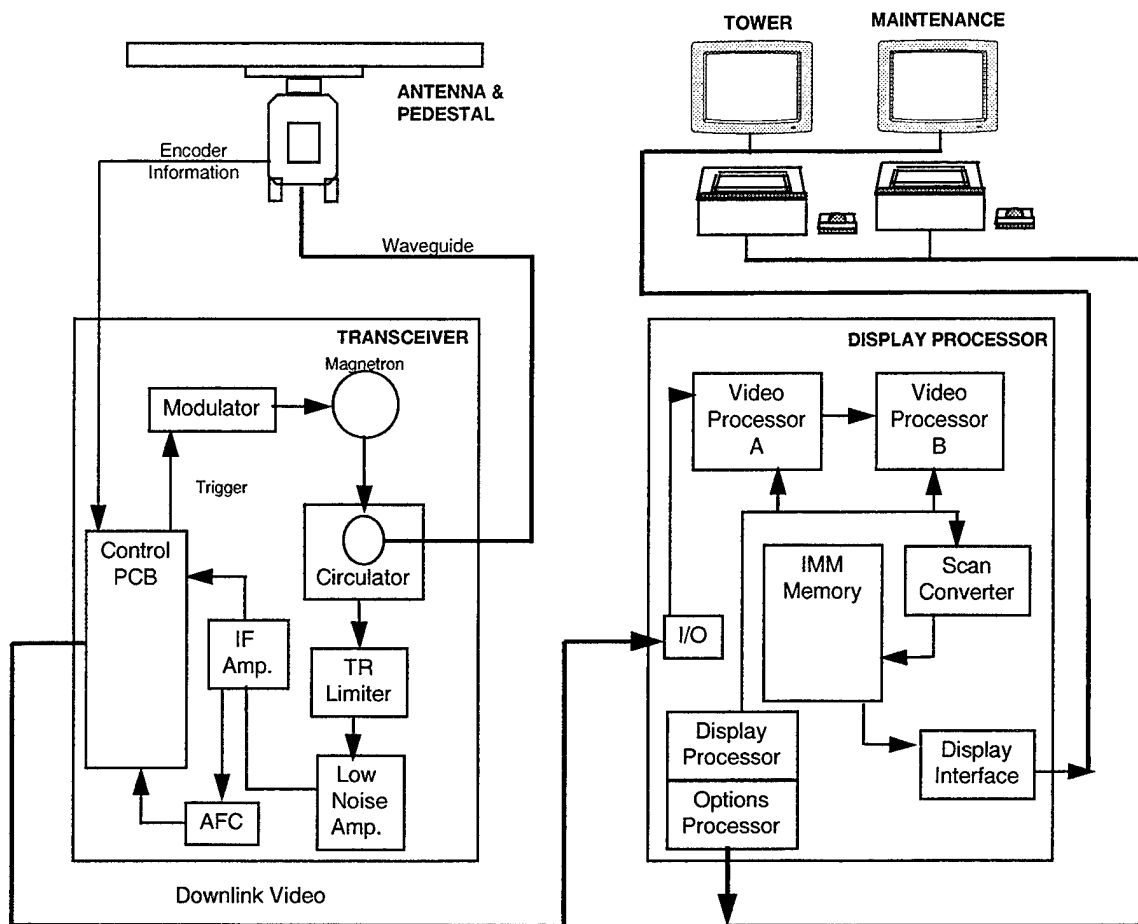 TOWER
MAINTENANCE
ANTENNA &
PEDESTAL
Encoder
Information
Waveguide
TRANSCEIVER
Magnetron
Modulator
Trigger
Control
PCB
Circulator
IF
Amp.
TR
Limiter
Low
Noise
Amp.
AFC
Downlink Video
DISPLAY PROCESSOR
Video
Processor
A
Video
Processor
B
IMM
Memory
Scan
Converter
I/O
Display
Processor
Options
Processor
Display
Interface